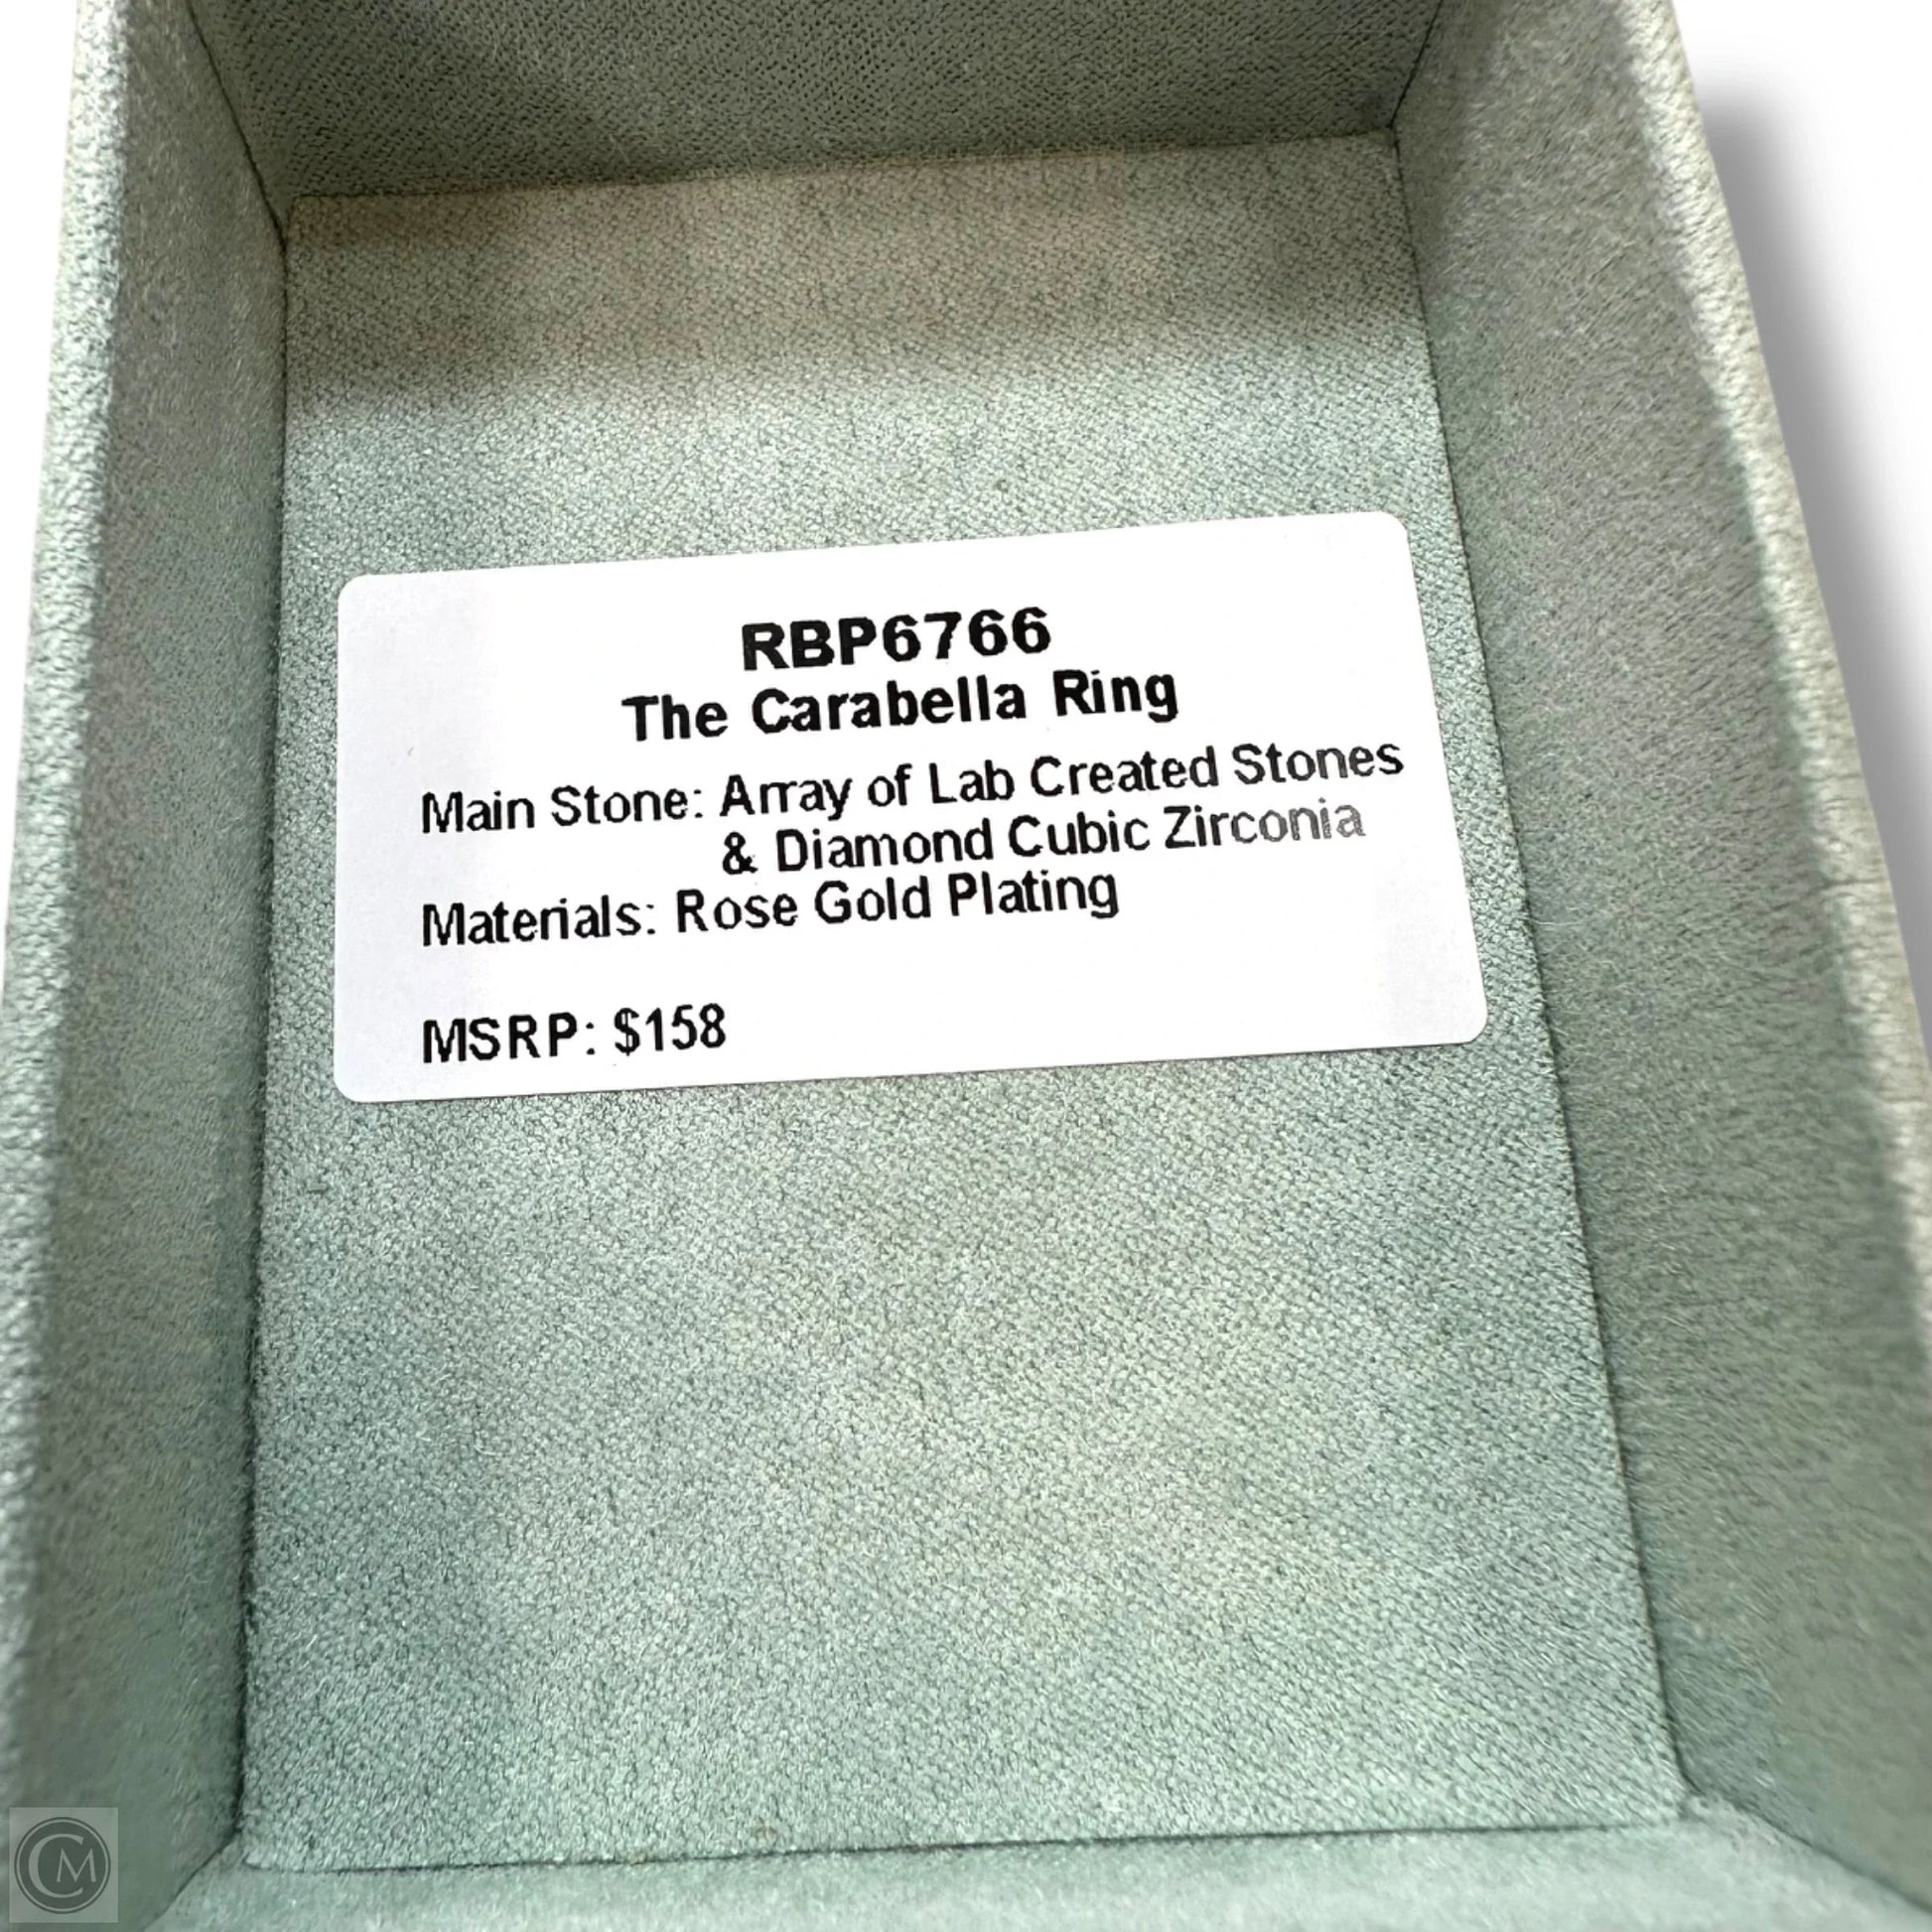 RBP6766
The Carabella Ring
Main Stone: Array of Lab Created Stones
& Diamond Cubic Zirconia
Materials: Rose Gold Plating
MSRP: $158
CM